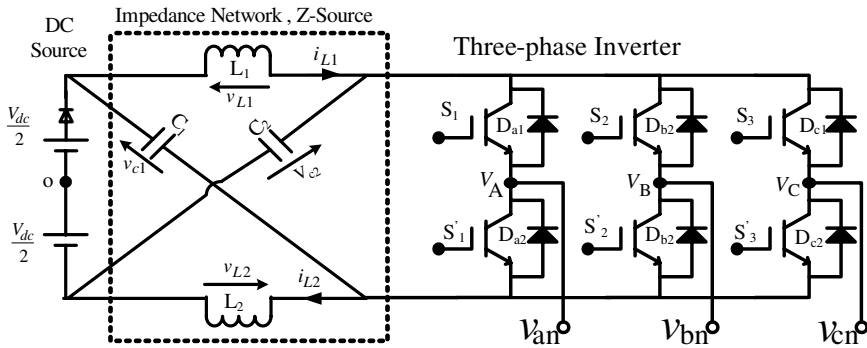 Impedance Network , Z-Source
DC
Source
Three-phase Inverter
L1
iL1
vL1
C1
C2
vc1
vc2
Vdc
2
o
Vdc
2
S1
Da1
S2
Db2
S3
Dc1
VA
VB
VC
S'1
Da2
S'2
Db2
S'3
Dc2
vL2
L2
iL2
van
vbn
vcn